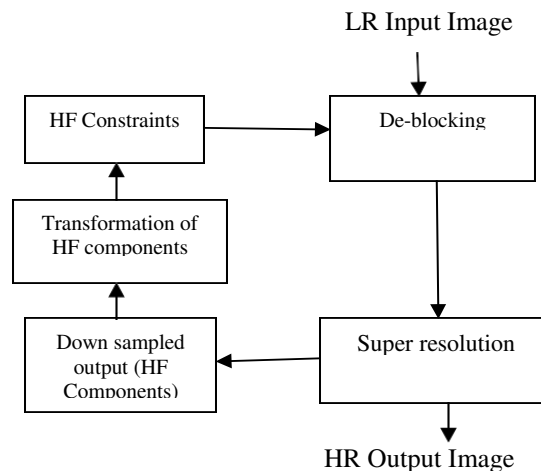 LR Input Image
HF Constraints
De-blocking
Transformation of
HF components
Down sampled
output (HF
Components)
Super resolution
HR Output Image